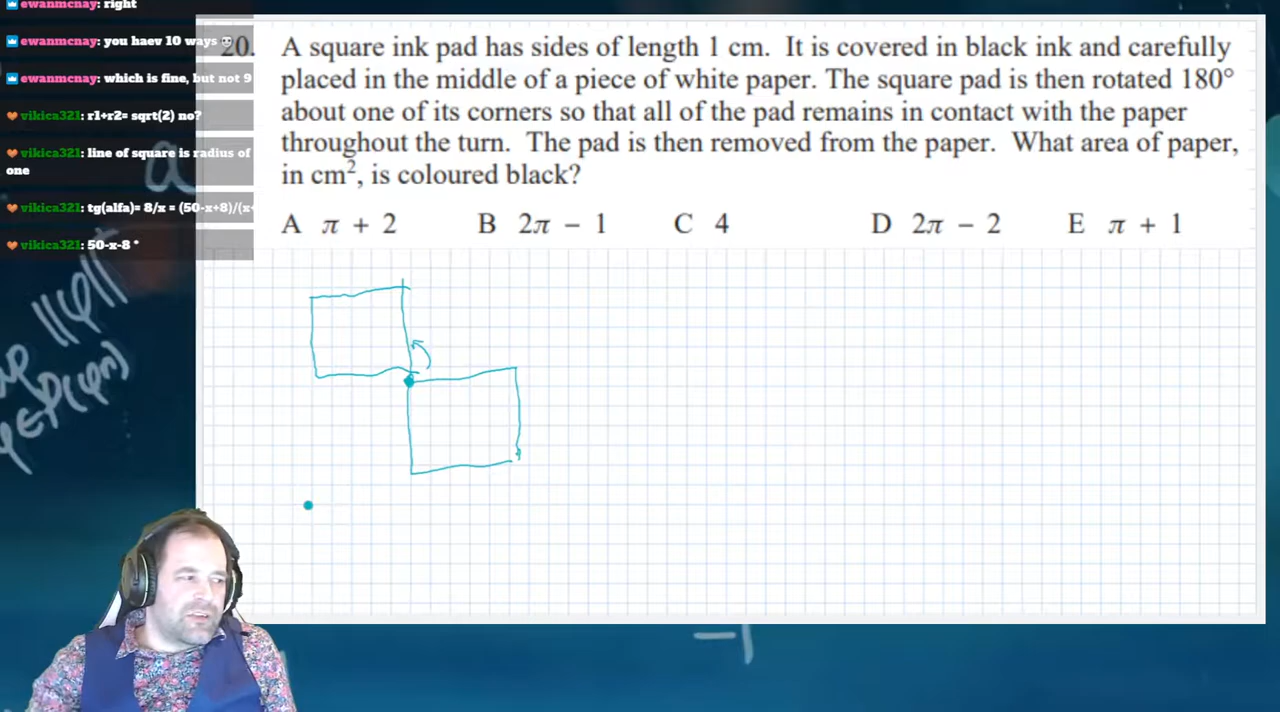 ewanmcnay: right
ewanmcnay: you haev 10 ways
ewanmcnay: which is fine, but not 9
vikica321: r1+r2= sqrt(2) no?
vikica321: line of square is radius of
one
vikica321: tg(alfa)= 8/x = (50-x+8)/(x+
vikica321: 50-x-8 *
20. A square ink pad has sides of length 1 cm. It is covered in black ink and carefully
placed in the middle of a piece of white paper. The square pad is then rotated 180°
about one of its corners so that all of the pad remains in contact with the paper
throughout the turn. The pad is then removed from the paper. What area of paper,
in cm², is coloured black?
A π + 2 B 2π − 1 C 4 D 2π − 2 E π + 1
a
||φ||
-1